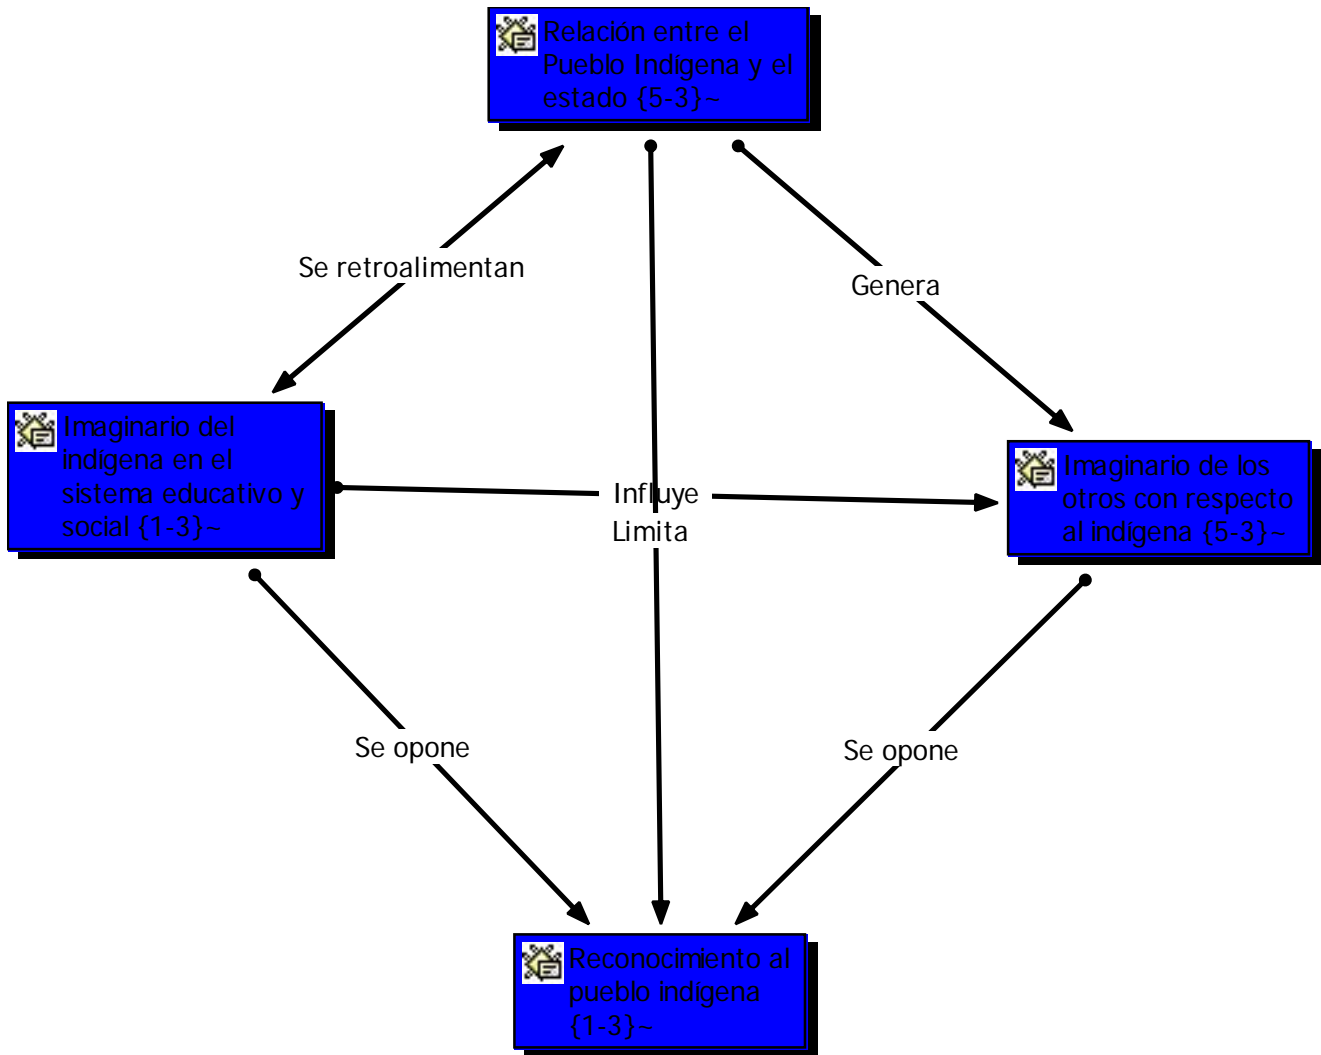 Relación entre el
Pueblo Indígena y el
estado {5-3}~
Se retroalimentan
Genera
Imaginario del
indígena en el
sistema educativo y
social {1-3}~
Influye
Limita
Imaginario de los
otros con respecto
al indígena {5-3}~
Se opone
Se opone
Reconocimiento al
pueblo indígena
{1-3}~